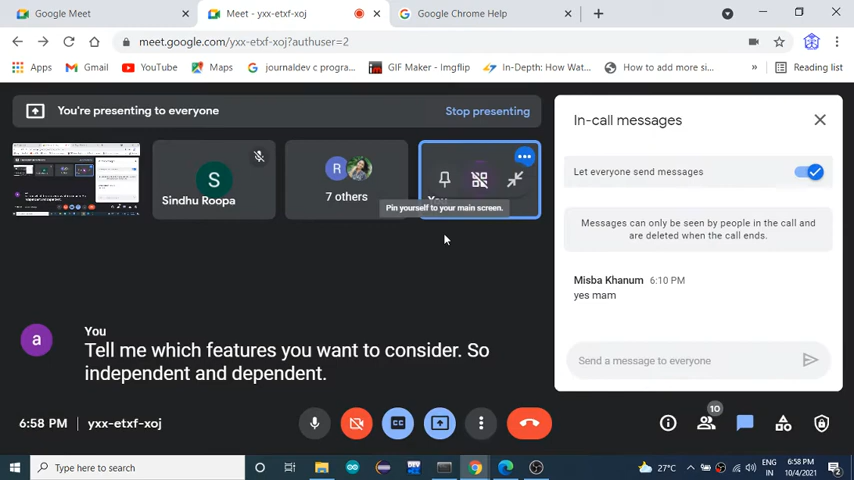 Google Meet
Meet - yxx-etxf-xoj
Google Chrome Help
meet.google.com/yxx-etxf-xoj?authuser=2
Apps
Gmail
YouTube
Maps
journaldev c program...
GIF Maker - Imgflip
In-Depth: How Wat...
How to add more si...
»
Reading list
You're presenting to everyone
Stop presenting
In-call messages
Let everyone send messages
S
Sindhu Roopa
R
7 others
Pin yourself to your main screen.
Messages can only be seen by people in the call and
are deleted when the call ends.
Misba Khanum 6:10 PM
yes mam
a
You
Tell me which features you want to consider. So
independent and dependent.
Send a message to everyone
6:58 PM
yxx-etxf-xoj
CC
10
Type here to search
27°C
ENG
IN
6:58 PM
10/4/2021
2